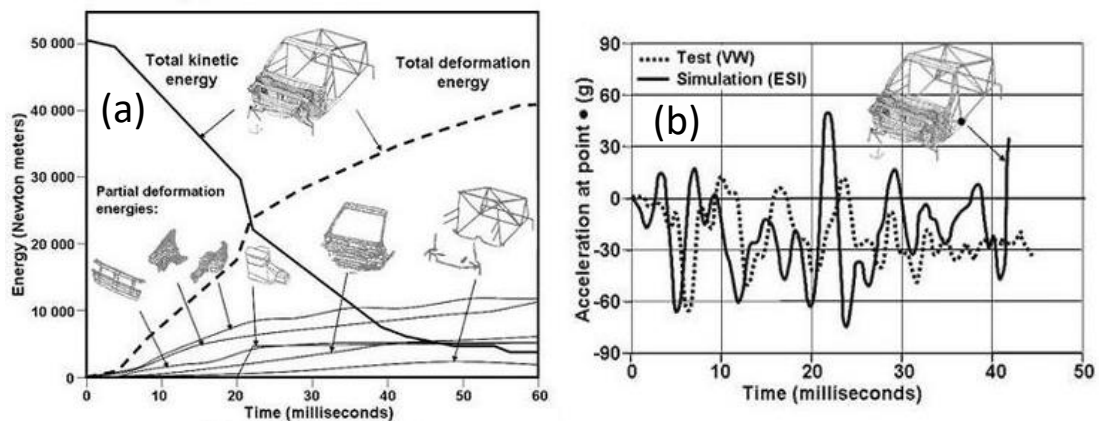 50 000
40 000
30 000
20 000
10 000
0
Energy (Newton meters)
(a)
Total kinetic
energy
Total deformation
energy
Partial deformation
energies:
0 10 20 30 40 50 60
Time (milliseconds)
90
60
30
0
-30
-60
-90
Acceleration at point ● (g)
Test (VW)
Simulation (ESI)
(b)
0 10 20 30 40 50
Time (milliseconds)